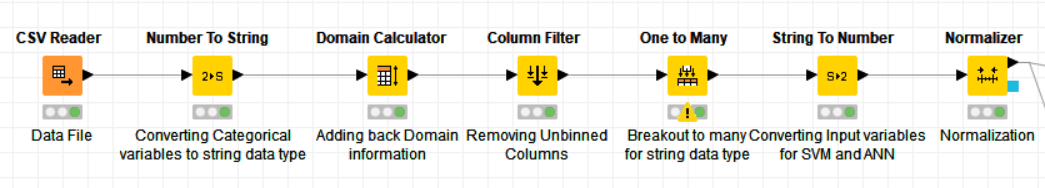 CSV Reader
Number To String
Domain Calculator
Column Filter
One to Many
String To Number
Normalizer
2▸S
S▸2
Data File
Converting Categorical
variables to string data type
Adding back Domain
information
Removing Unbinned
Columns
Breakout to many
for string data type
Converting Input variables
for SVM and ANN
Normalization